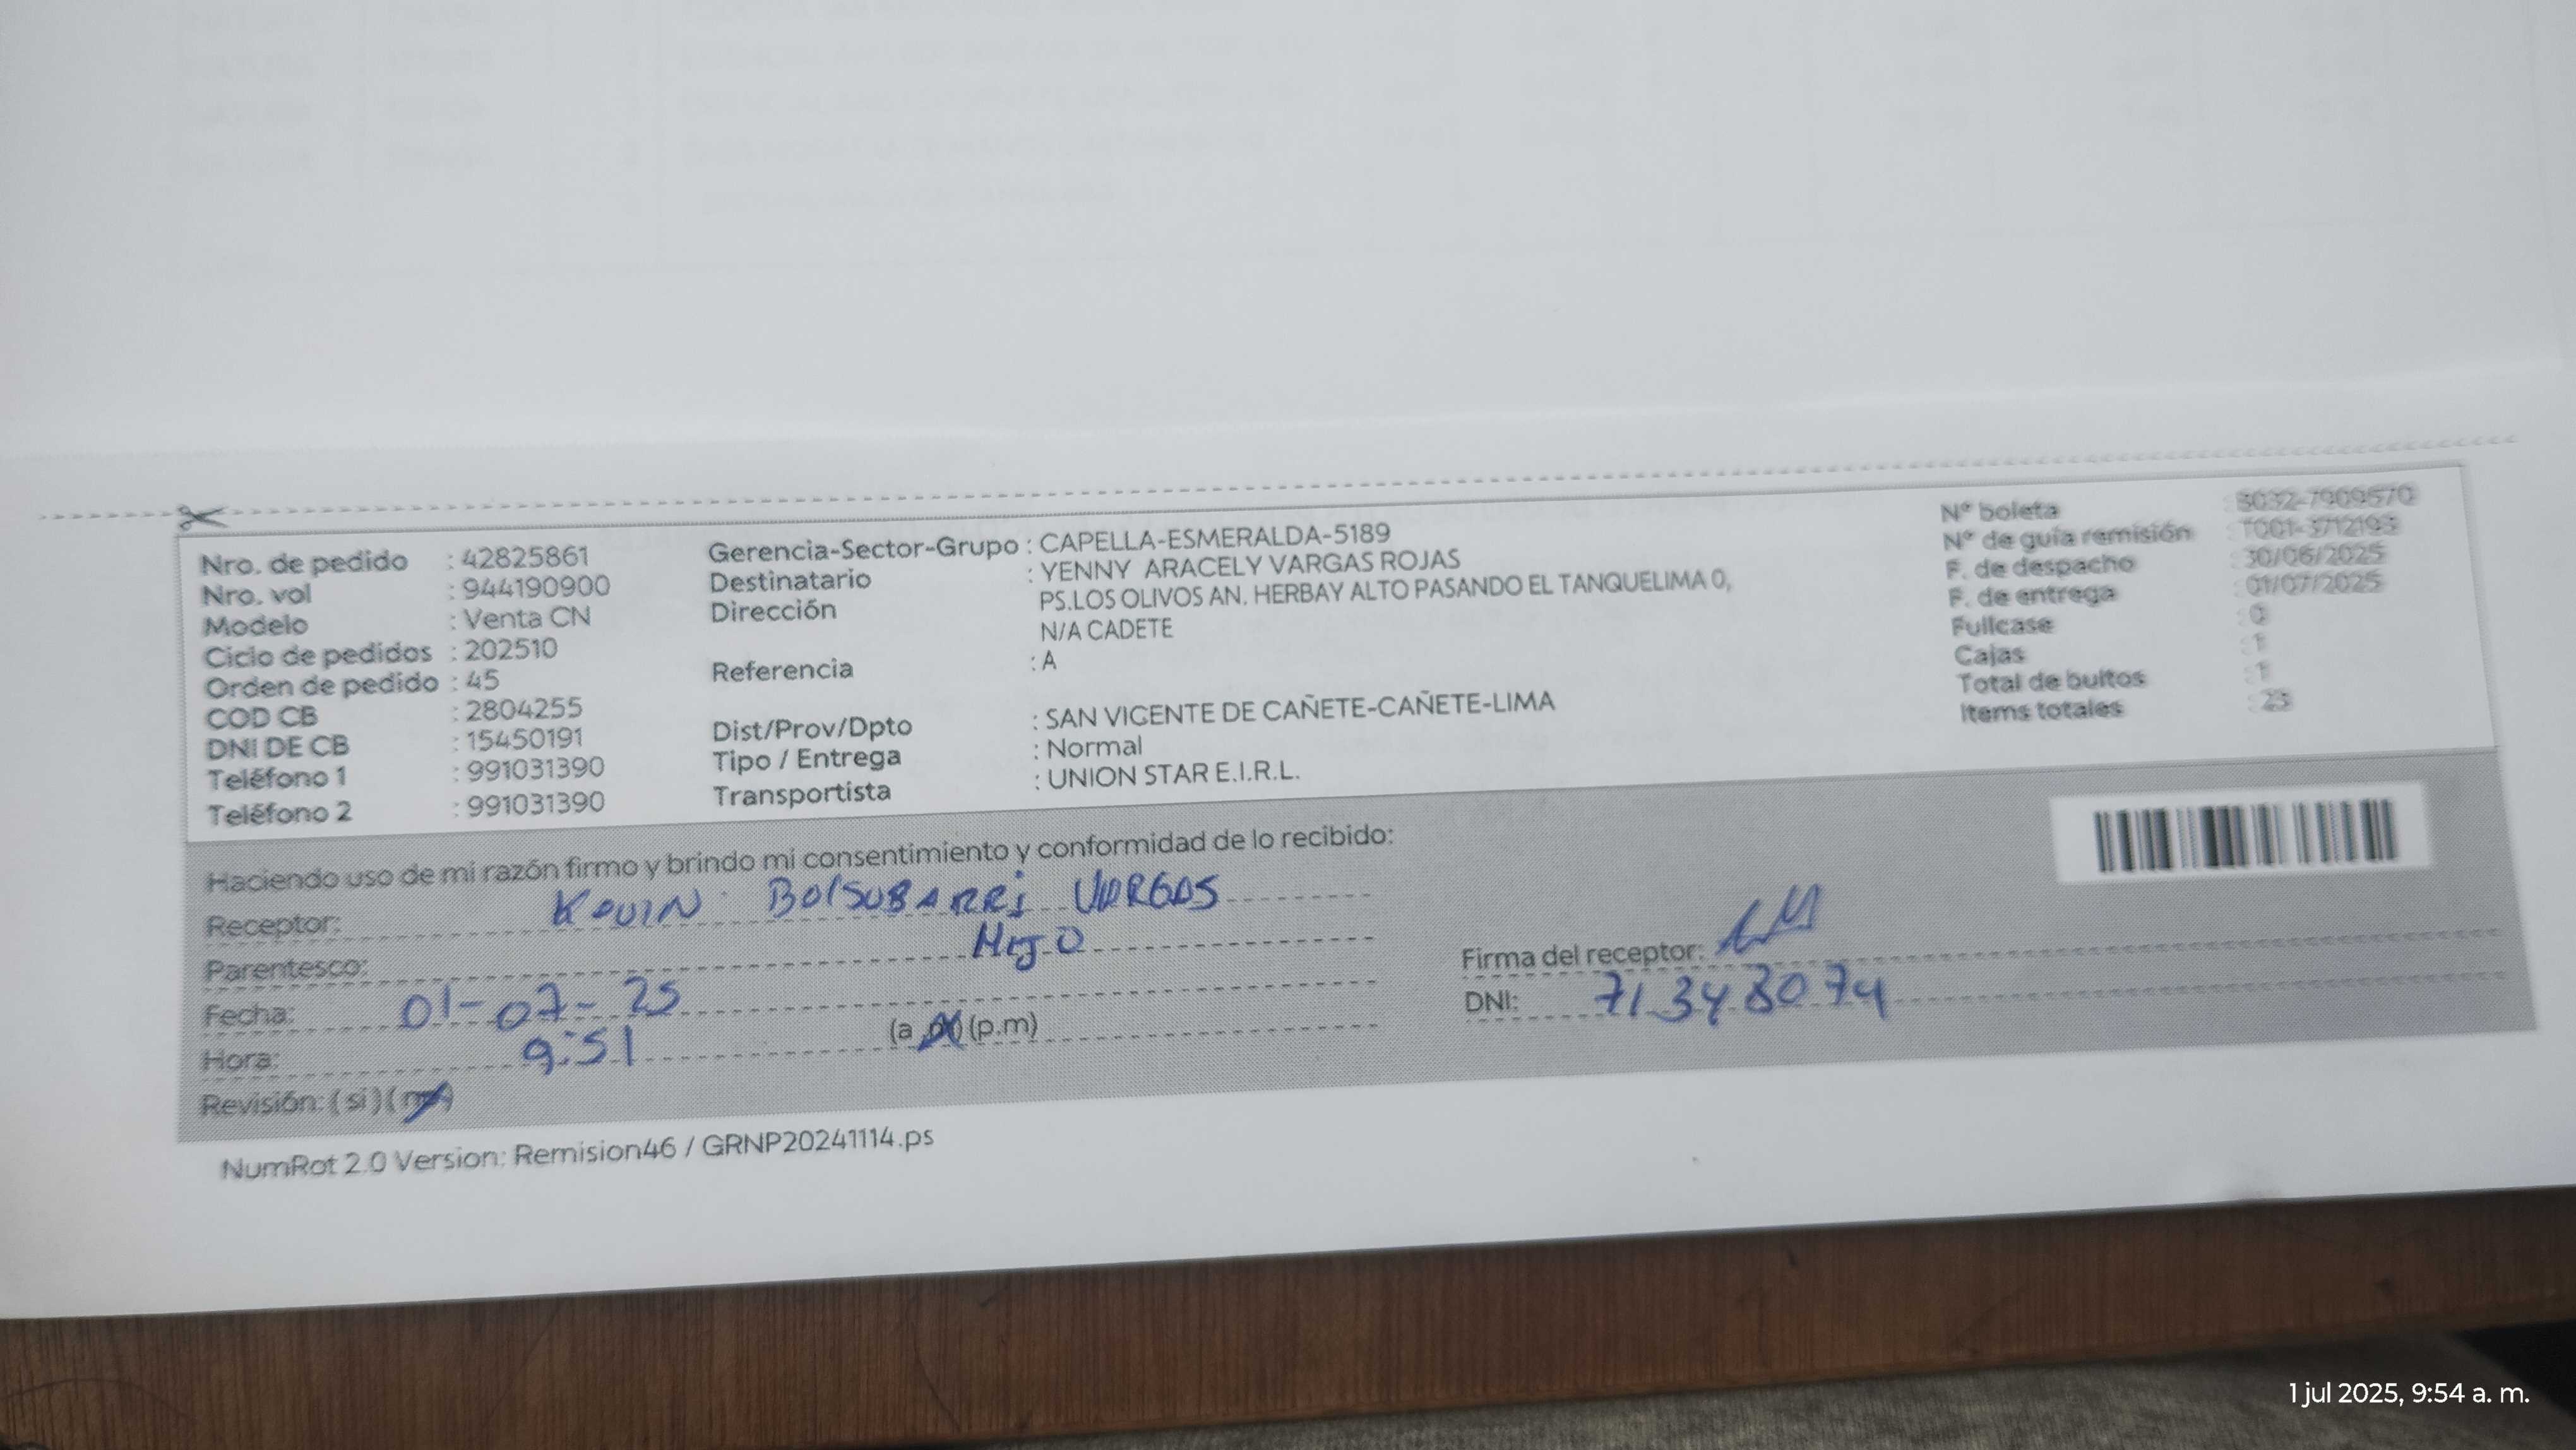 Nro. de pedido : 42825861
Nro. vol : 944190900
Modelo : Venta CN
Ciclo de pedidos : 202510
Orden de pedido : 45
COD CB : 2804255
DNI DE CB : 15450191
Teléfono 1 : 991031390
Teléfono 2 : 991031390
Gerencia-Sector-Grupo : CAPELLA-ESMERALDA-5189
Destinatario : YENNY ARACELY VARGAS ROJAS
Dirección PS.LOS OLIVOS AN. HERBAY ALTO PASANDO EL TANQUELIMA 0,
N/A CADETE
Referencia : A
Dist/Prov/Dpto : SAN VICENTE DE CAÑETE-CAÑETE-LIMA
Tipo / Entrega : Normal
Transportista : UNION STAR E.I.R.L.
Nº boleta
Nº de guía remisión
F. de despacho : 30/06/2025
F. de entrega : 01/07/2025
Fullcase : 0
Cajas : 1
Total de bultos : 1
Items totales : 25
Haciendo uso de mi razón firmo y brindo mi consentimiento y conformidad de lo recibido:
Receptor: KEVIN VARGAS
Parentesco: HIJO
Fecha: 01-07-25
Hora: 9:51 (a (p.m)
Revisión: (si) (no)
Firma del receptor:
DNI: 71348074
NumRot 2.0 Version: Remision46 / GRNP20241114.ps
1 jul 2025, 9:54 a. m.